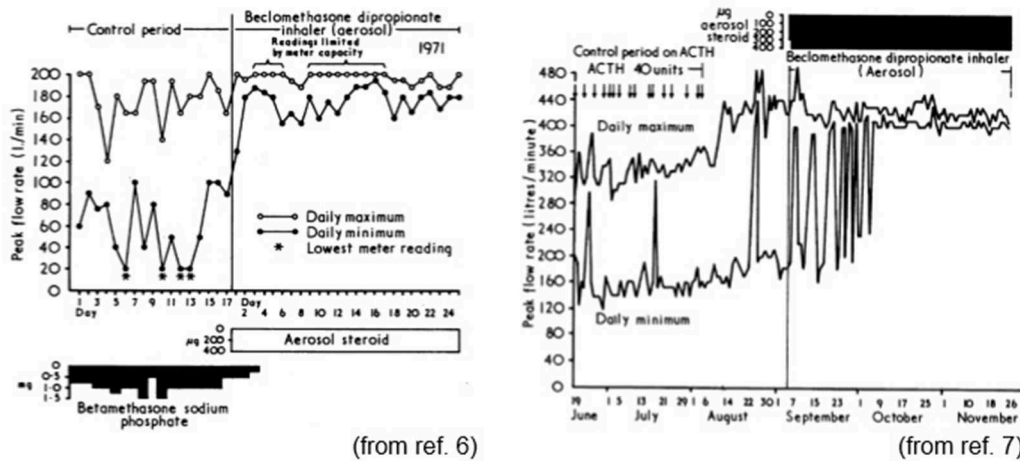 Control period
Beclomethasone dipropionate
inhaler (aerosol)
Readings limited
by meter capacity
1971
Peak flow rate (l./min)
200
180
160
140
120
100
80
60
40
20
0
Daily maximum
Daily minimum
* Lowest meter reading
1 3 5 7 9 11 13 15 17
Day
Day
2 4 6 8 10 12 14 16 18 20 22 24
µg
0
200
400
Aerosol steroid
mg
0
0·5
1·0
1·5
Betamethasone sodium
phosphate
(from ref. 6)
µg
aerosol
steroid
0
100
400
Beclomethasone dipropionate inhaler
(Aerosol)
Control period on ACTH
ACTH 40 units
Peak flow rate (litres/minute)
480
440
400
360
320
280
240
200
160
120
80
40
0
Daily maximum
Daily minimum
1 5 13 21 29 1 6 14 22 30 1 7 15 23 1 9 17 25 1 2 10 18 26
June July August September October November
(from ref. 7)